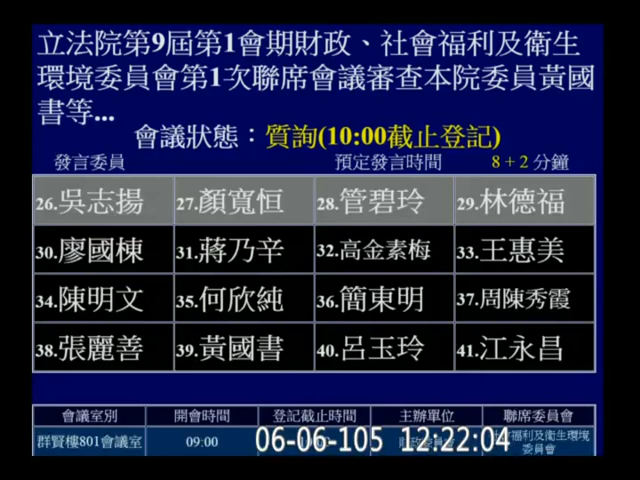 立法院第9屆第1會期財政、社會福利及衛生
環境委員會第1次聯席會議審查本院委員黃國
書等...
會議狀態：質詢(10:00截止登記)
發言委員 預定發言時間 8 + 2 分鐘
26.吳志揚 27.顏寬恒 28.管碧玲 29.林德福
30.廖國棟 31.蔣乃辛 32.高金素梅 33.王惠美
34.陳明文 35.何欣純 36.簡東明 37.周陳秀霞
38.張麗善 39.黃國書 40.呂玉玲 41.江永昌
會議室別 開會時間 登記截止時間 主辦單位 聯席委員會
群賢樓801會議室 09:00 06-06-105 12:22:04 福利及衛生環境
委員會